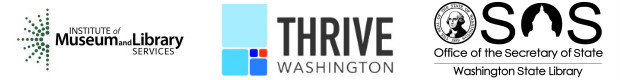 INSTITUTE of
Museum and Library
SERVICES
THRIVE
WASHINGTON
SOS
Office of the Secretary of State
Washington State Library